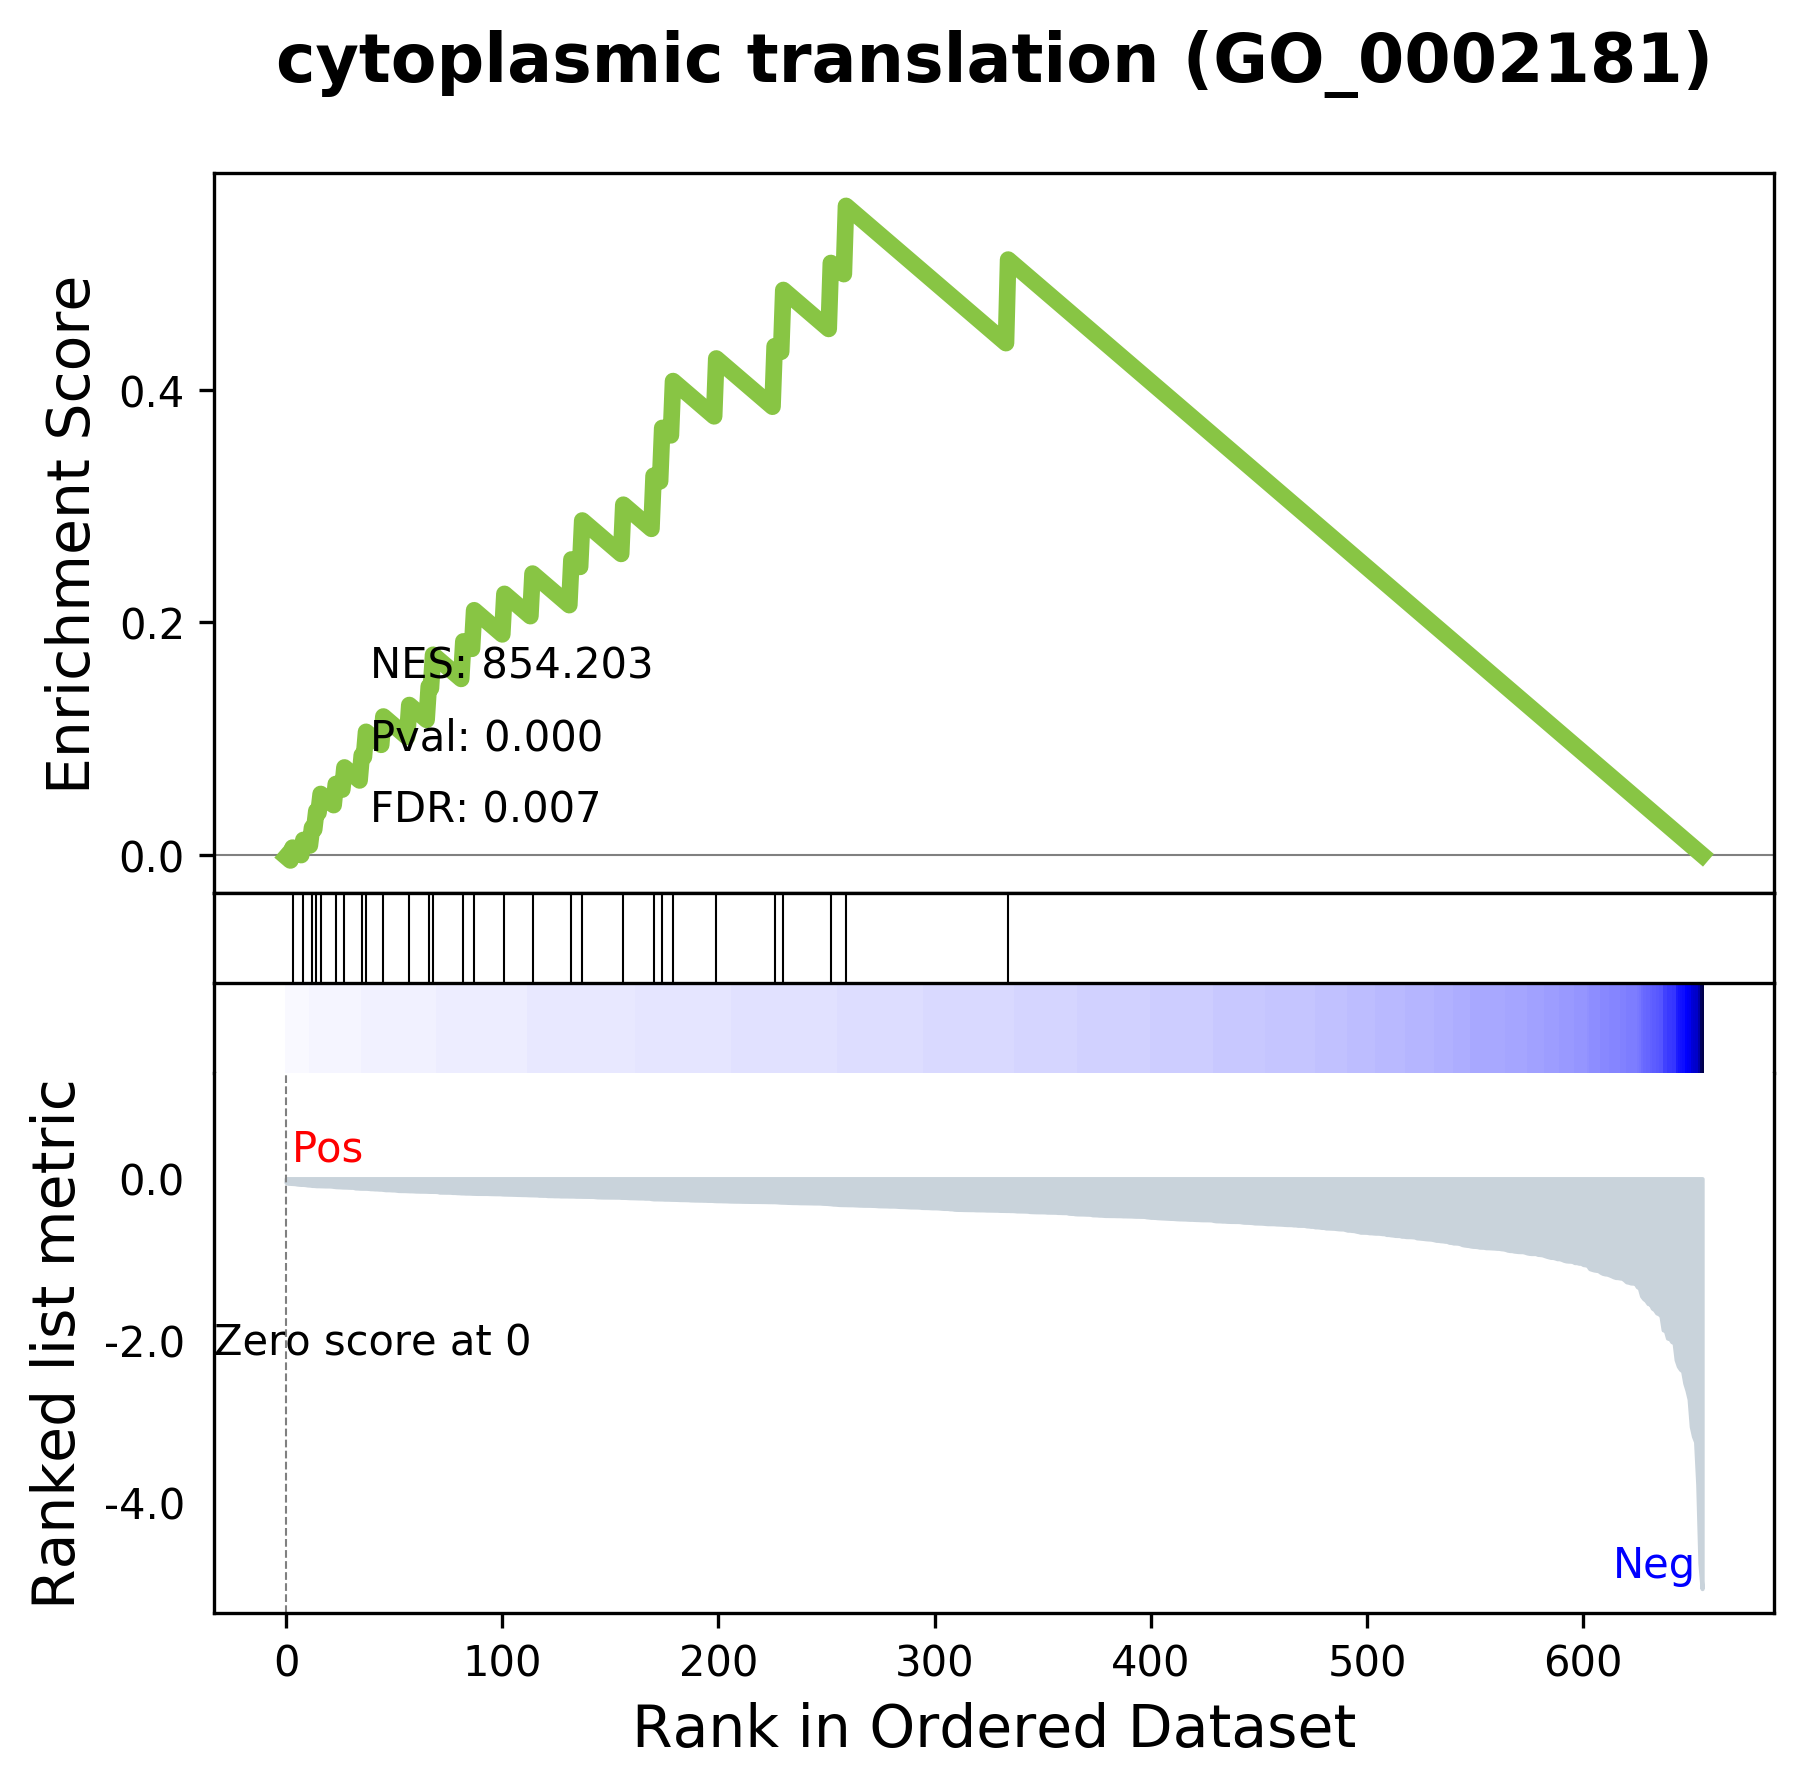 cytoplasmic translation (GO_0002181)
Enrichment Score
0.4
0.2
0.0
NES: 854.203
Pval: 0.000
FDR: 0.007
Ranked list metric
Pos
0.0
-2.0
Zero score at 0
-4.0
Neg
0 100 200 300 400 500 600
Rank in Ordered Dataset